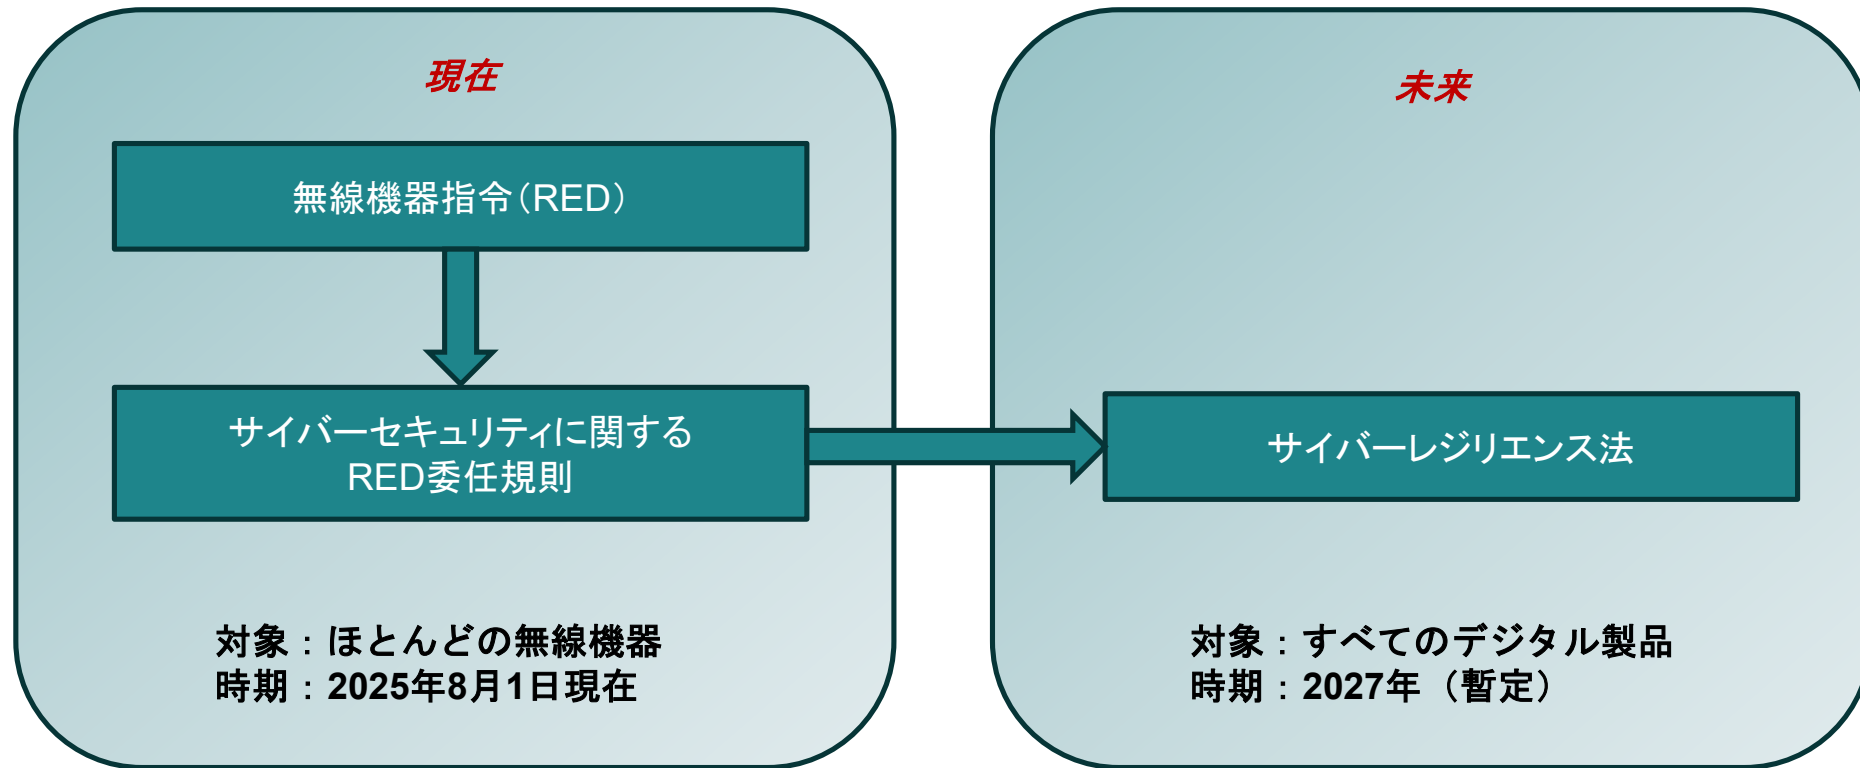 現在
無線機器指令（RED）
サイバーセキュリティに関する
RED委任規則
対象：ほとんどの無線機器
時期：2025年8月1日現在
未来
サイバーレジリエンス法
対象：すべてのデジタル製品
時期：2027年（暫定）